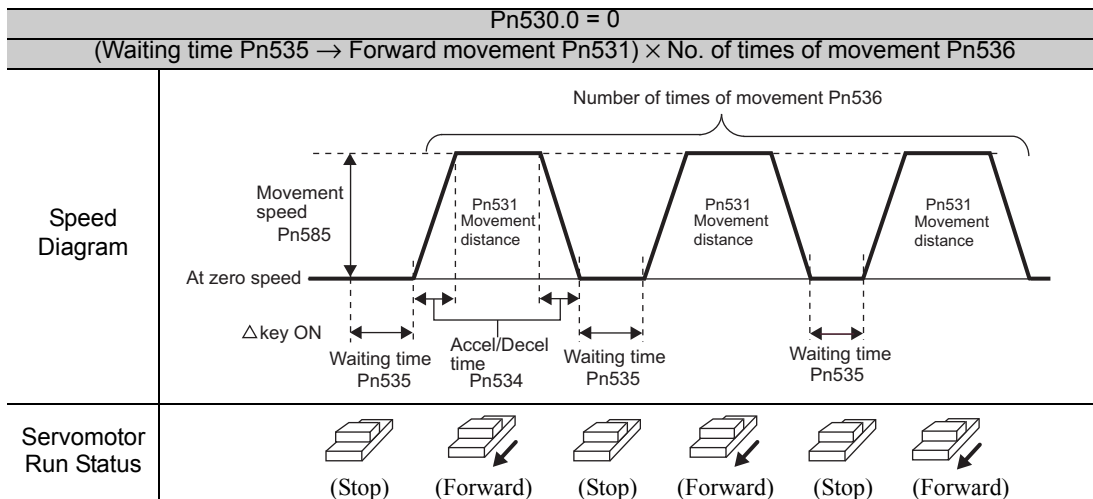 Pn530.0 = 0
(Waiting time Pn535 → Forward movement Pn531) × No. of times of movement Pn536
Speed
Diagram
Number of times of movement Pn536
Movement
speed
Pn585
Pn531
Movement
distance
Pn531
Movement
distance
Pn531
Movement
distance
At zero speed
△key ON
Waiting time
Pn535
Accel/Decel
time
Pn534
Waiting time
Pn535
Waiting time
Pn535
Servomotor
Run Status
(Stop) (Forward) (Stop) (Forward) (Stop) (Forward)